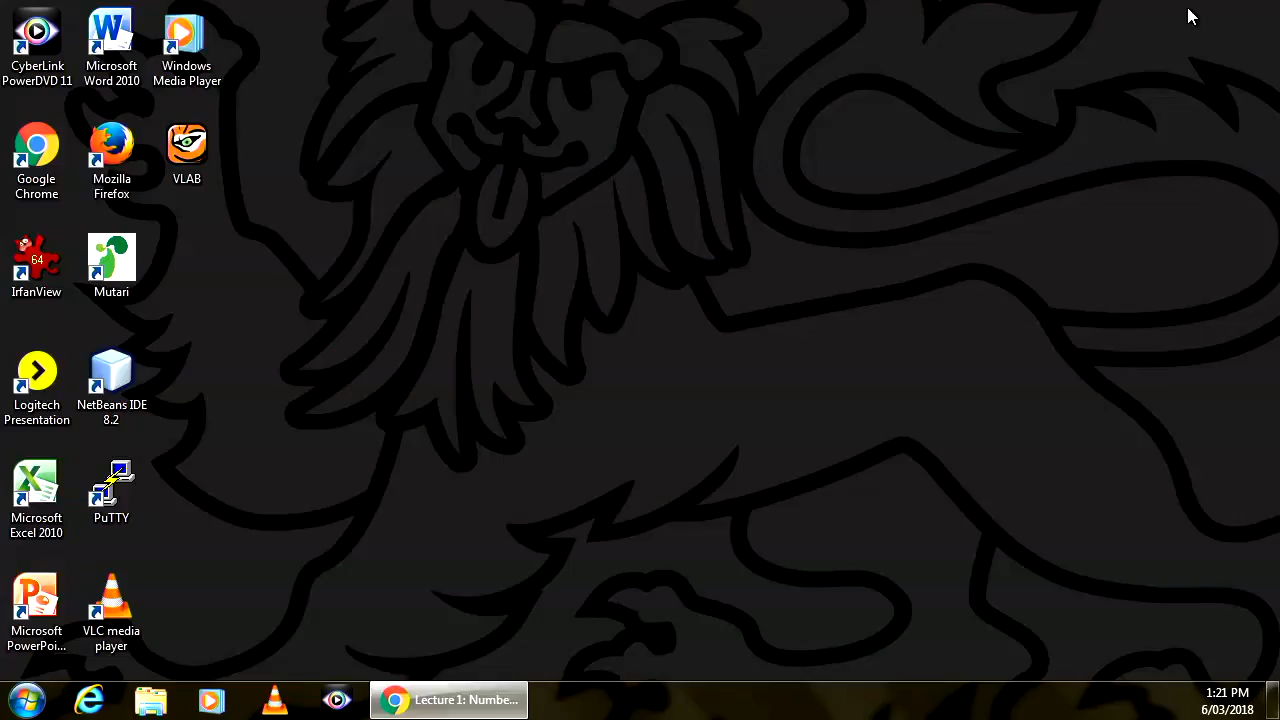 CyberLink
PowerDVD 11
Microsoft
Word 2010
Windows
Media Player
Google
Chrome
Mozilla
Firefox
VLAB
64
IrfanView
Mutari
Logitech
Presentation
NetBeans IDE
8.2
Microsoft
Excel 2010
PuTTY
Microsoft
PowerPoi...
VLC media
player
Lecture 1: Numbe...
1:21 PM
6/03/2018